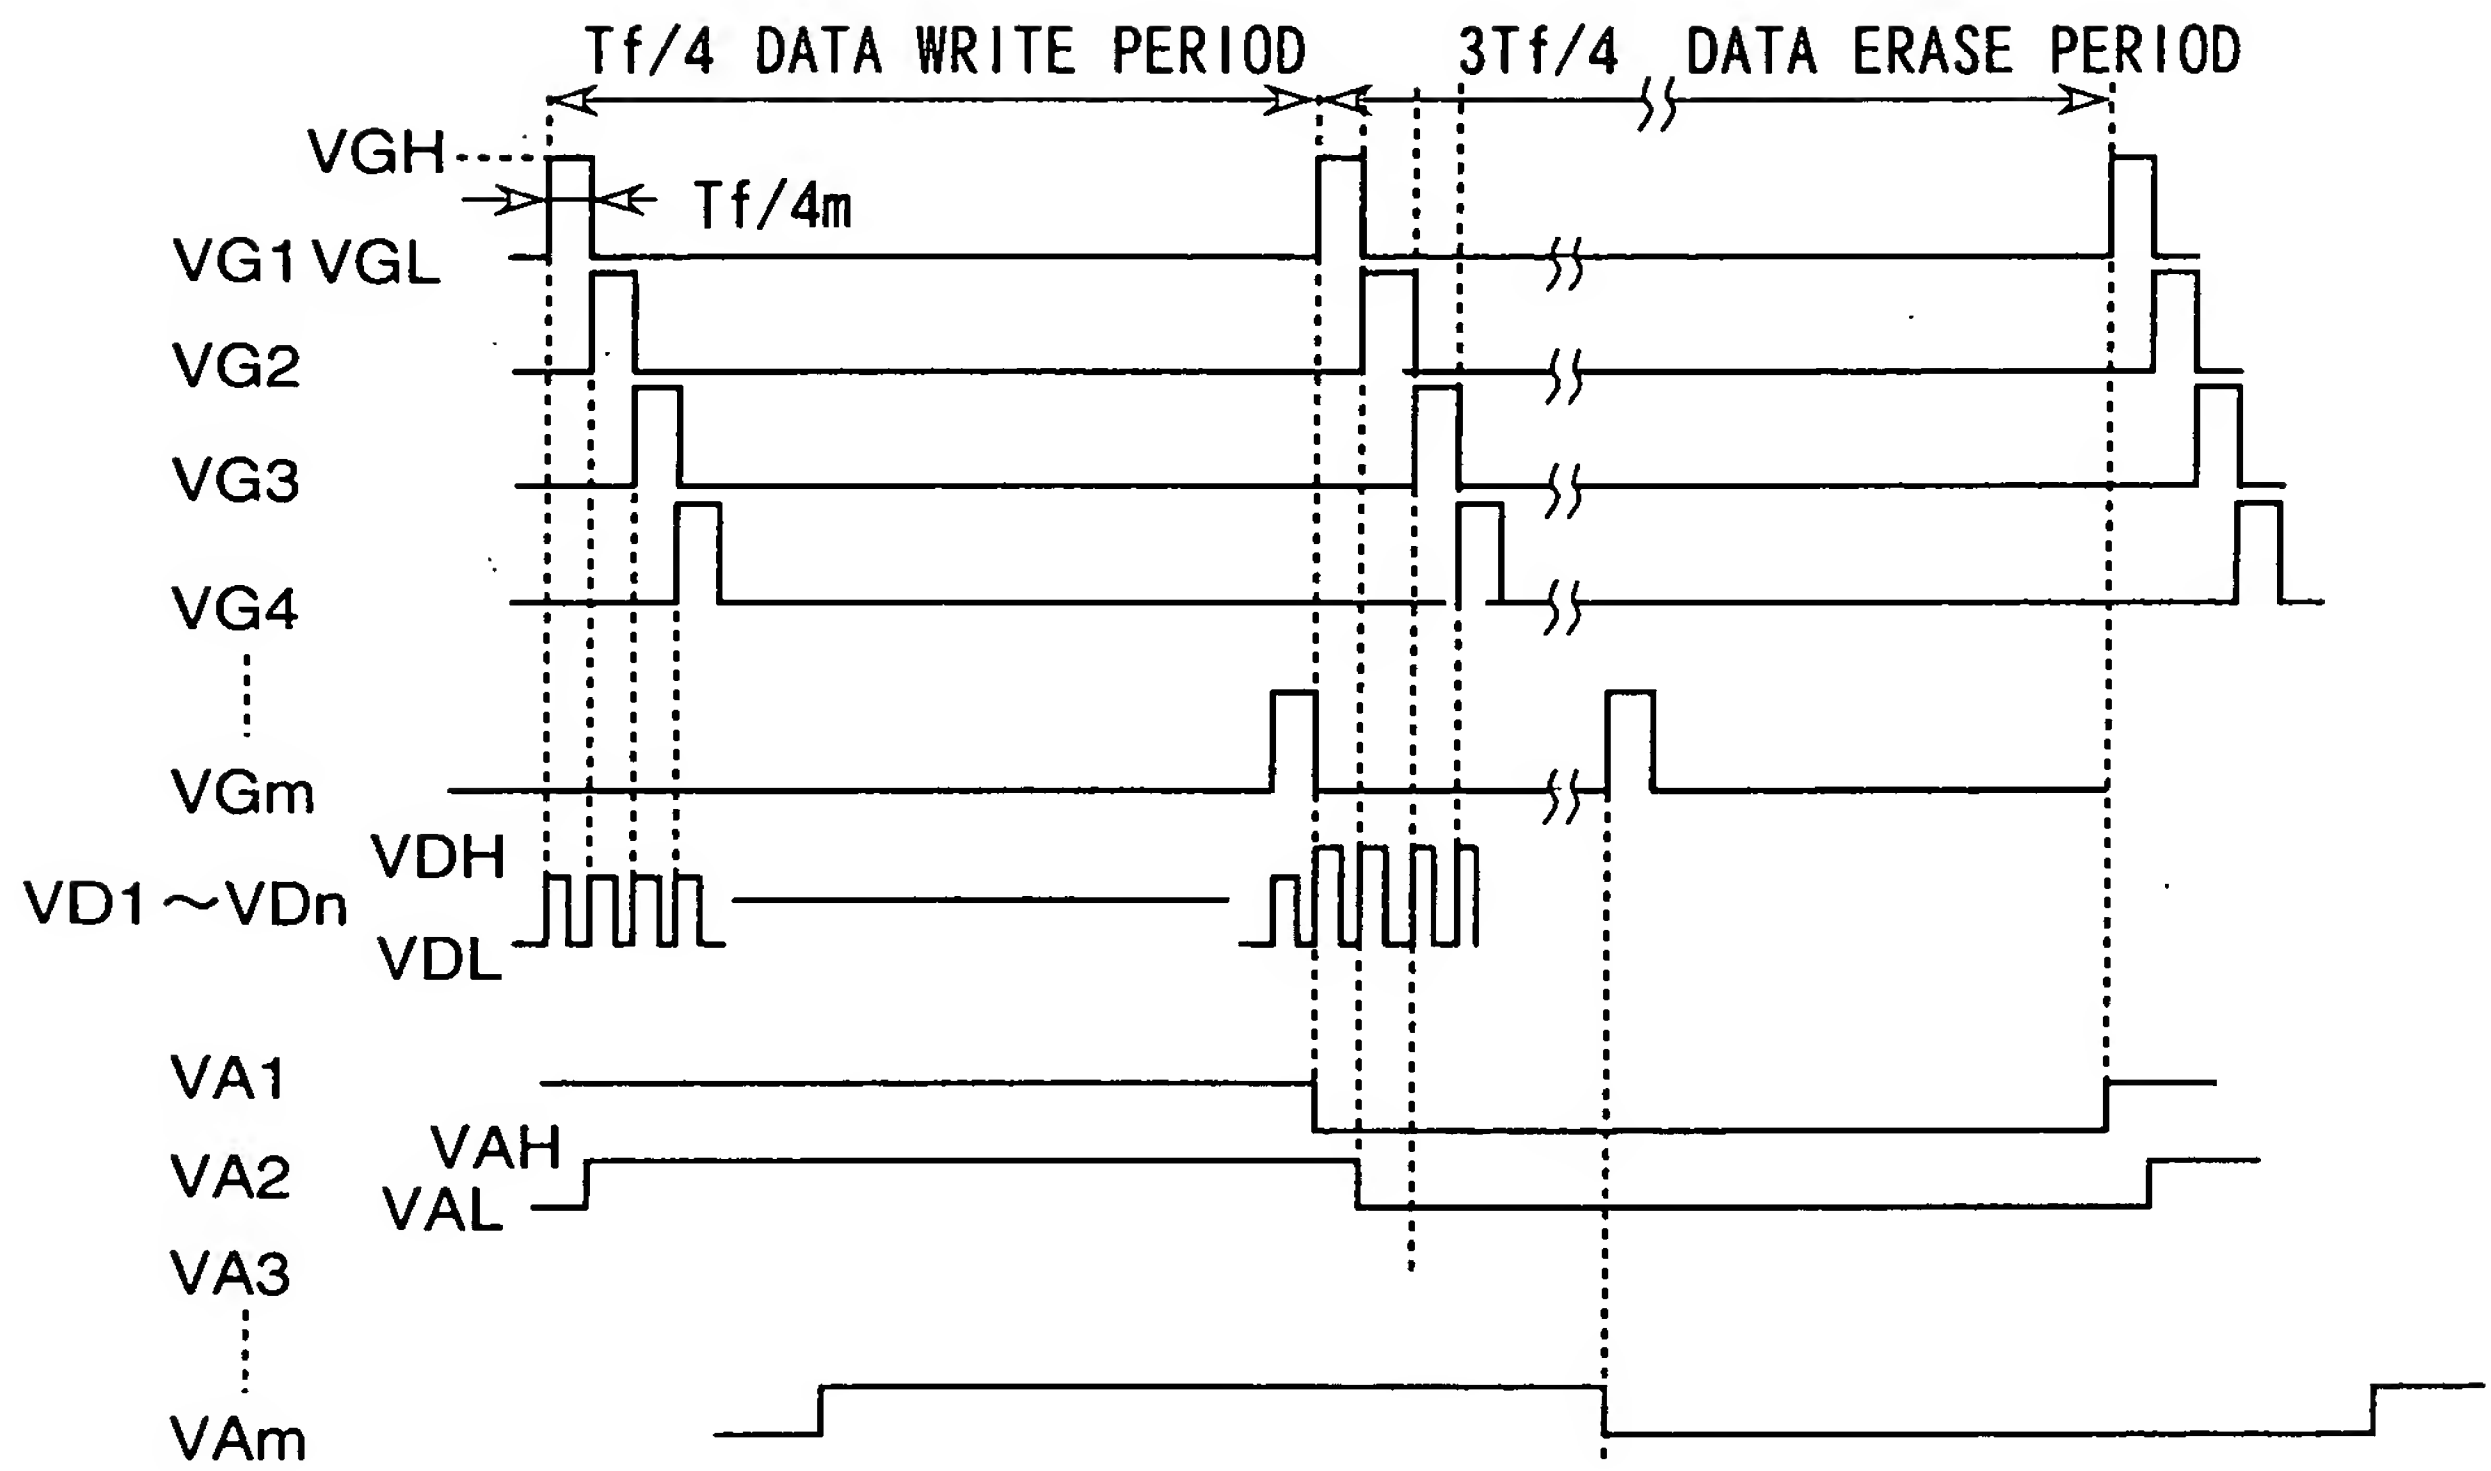 Tf/4 DATA WRITE PERIOD 3Tf/4 DATA ERASE PERIOD
VGH
Tf/4m
VG1 VGL
VG2
VG3
VG4
VGm
VDH
VD1～VDn
VDL
VA1
VAH
VA2
VAL
VA3
VAm